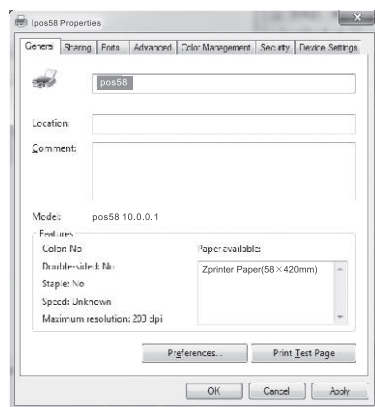 Ipos58 Properties
General Sharing Ports Advanced Color Management Security Device Settings
pos58
Location:
Comment:
Model: pos58 10.0.0.1
Features
Color: No
Paper available:
Double-sided: No
Zprinter Paper(58×420mm)
Staple: No
Speed: Unknown
Maximum resolution: 203 dpi
Preferences... Print Test Page
OK Cancel Apply